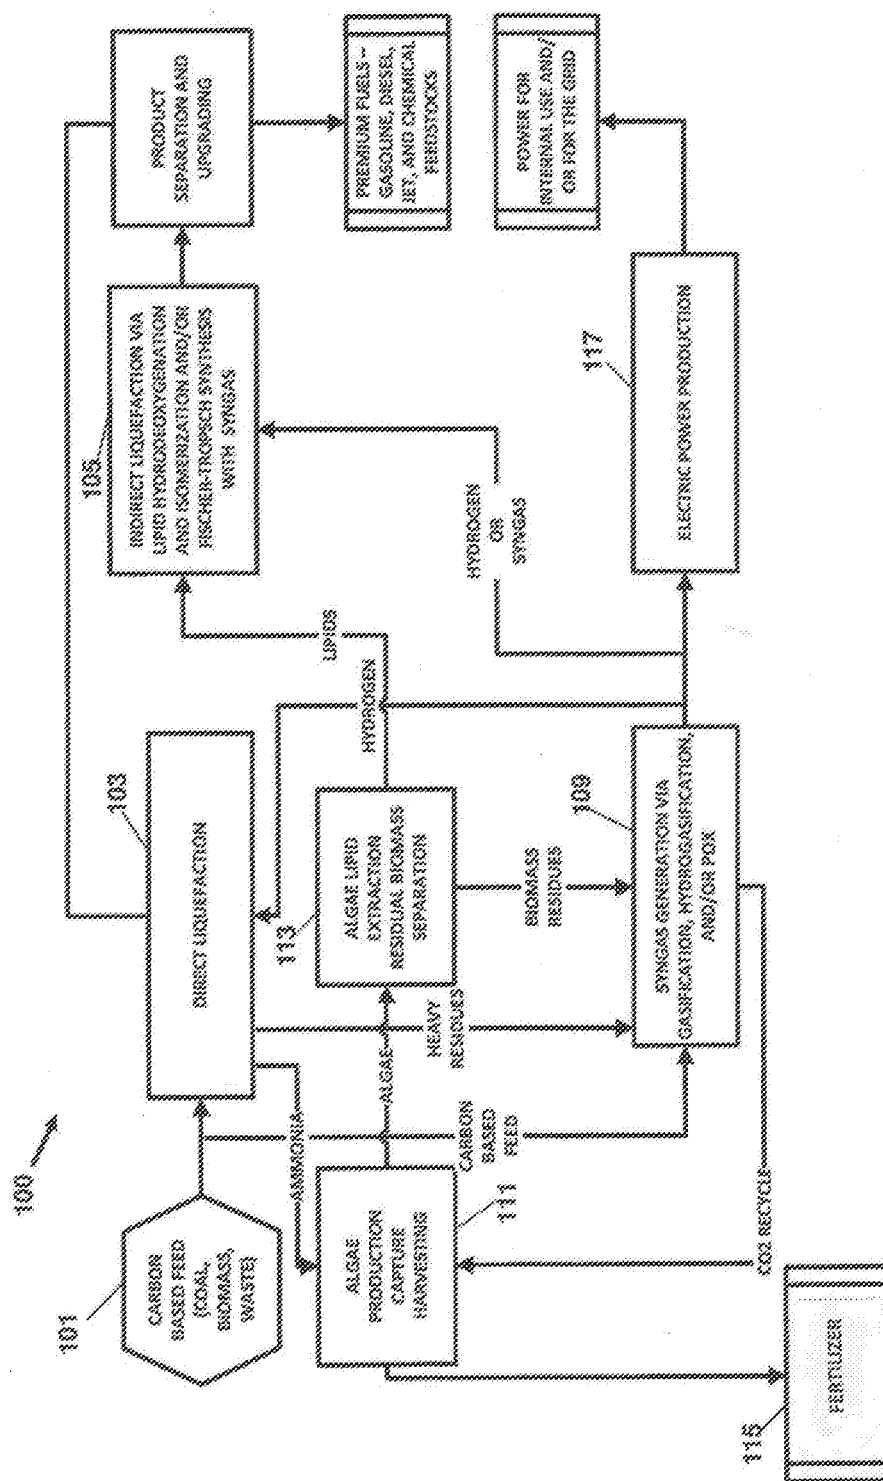 100
101
CARBON
BASED FEED
(COAL,
BIOMASS,
WASTE)
103
DIRECT LIQUEFACTION
105
INDIRECT LIQUEFACTION VIA
LIPID HYDRODEOXYGENATION
AND ISOMERIZATION AND/OR
FISCHER-TROPSCH SYNTHESIS
WITH SYNGAS
PRODUCT
SEPARATION AND
UPGRADING
AMMONIA
HYDROGEN
LIPIDS
PREMIUM FUELS –
GASOLINE, DIESEL,
JET, AND CHEMICAL
FEEDSTOCKS
ALGAE
PRODUCTION
CAPTURE
HARVESTING
111
ALGAE
113
ALGAE LIPID
EXTRACTION
RESIDUAL BIOMASS
SEPARATION
HEAVY
RESIDUES
CARBON
BASED
FEED
BIOMASS
RESIDUES
HYDROGEN
OR
SYNGAS
POWER FOR
INTERNAL USE AND/
OR FOR THE GRID
109
SYNGAS GENERATION VIA
GASIFICATION, HYDROGASIFICATION,
AND/OR POX
117
ELECTRIC POWER PRODUCTION
CO2 RECYCLE
115
FERTILIZER